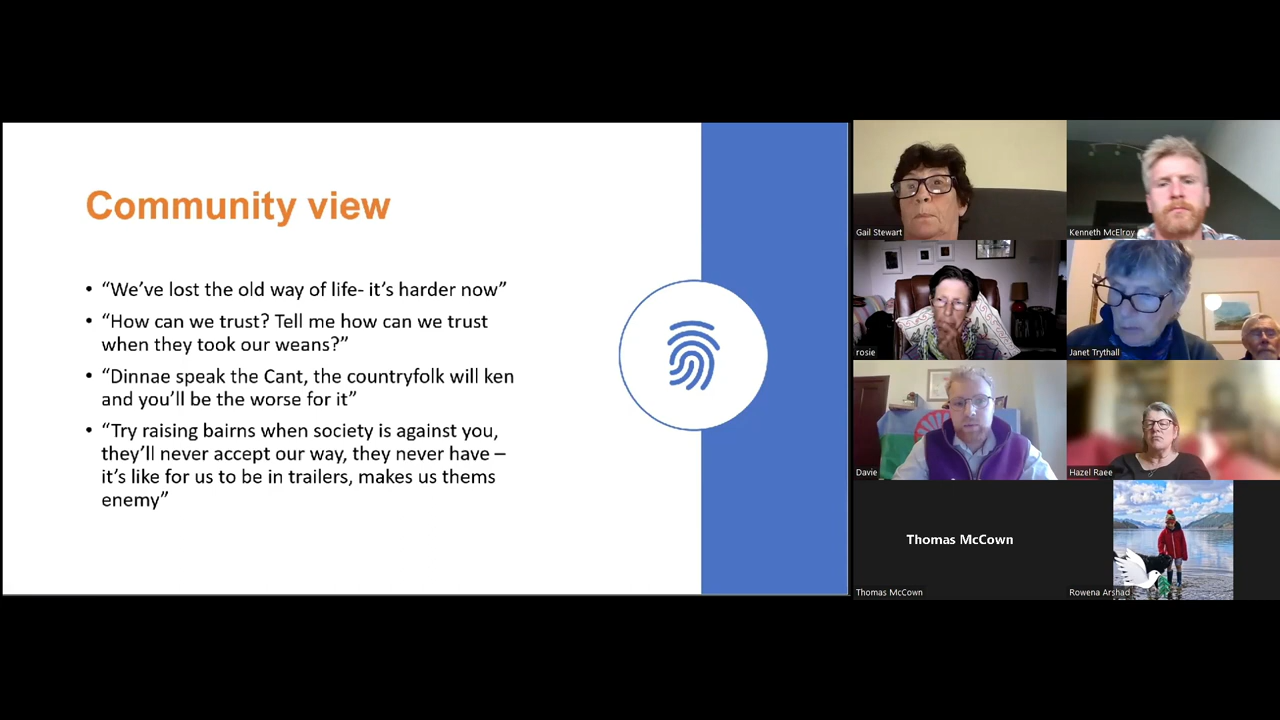 Community view
• “We’ve lost the old way of life- it’s harder now”
• “How can we trust? Tell me how can we trust
when they took our weans?”
• “Dinnae speak the Cant, the countryfolk will ken
and you’ll be the worse for it”
• “Try raising bairns when society is against you,
they’ll never accept our way, they never have –
it’s like for us to be in trailers, makes us thems
enemy”
Gail Stewart
Kenneth McElroy
rosie
Janet Trythall
Davie
Hazel Raee
Thomas McCown
Thomas McCown
Rowena Arshad